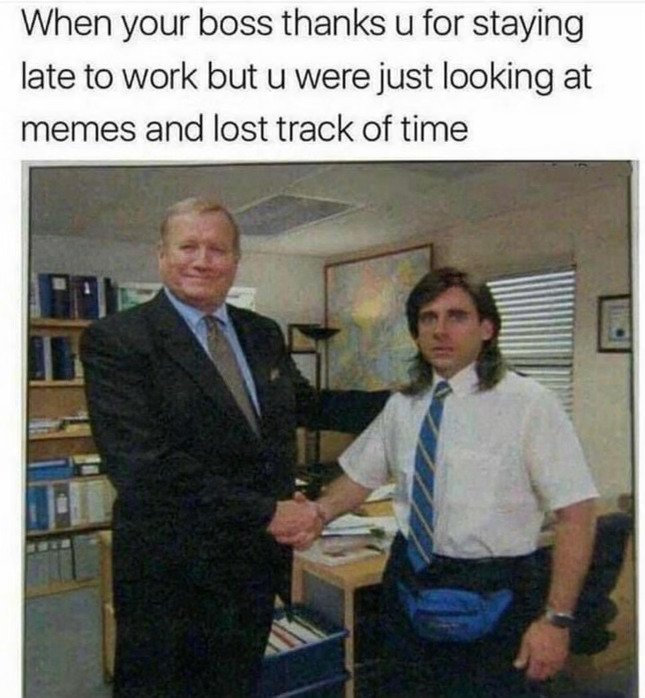 When your boss thanks u for staying
late to work but u were just looking at
memes and lost track of time